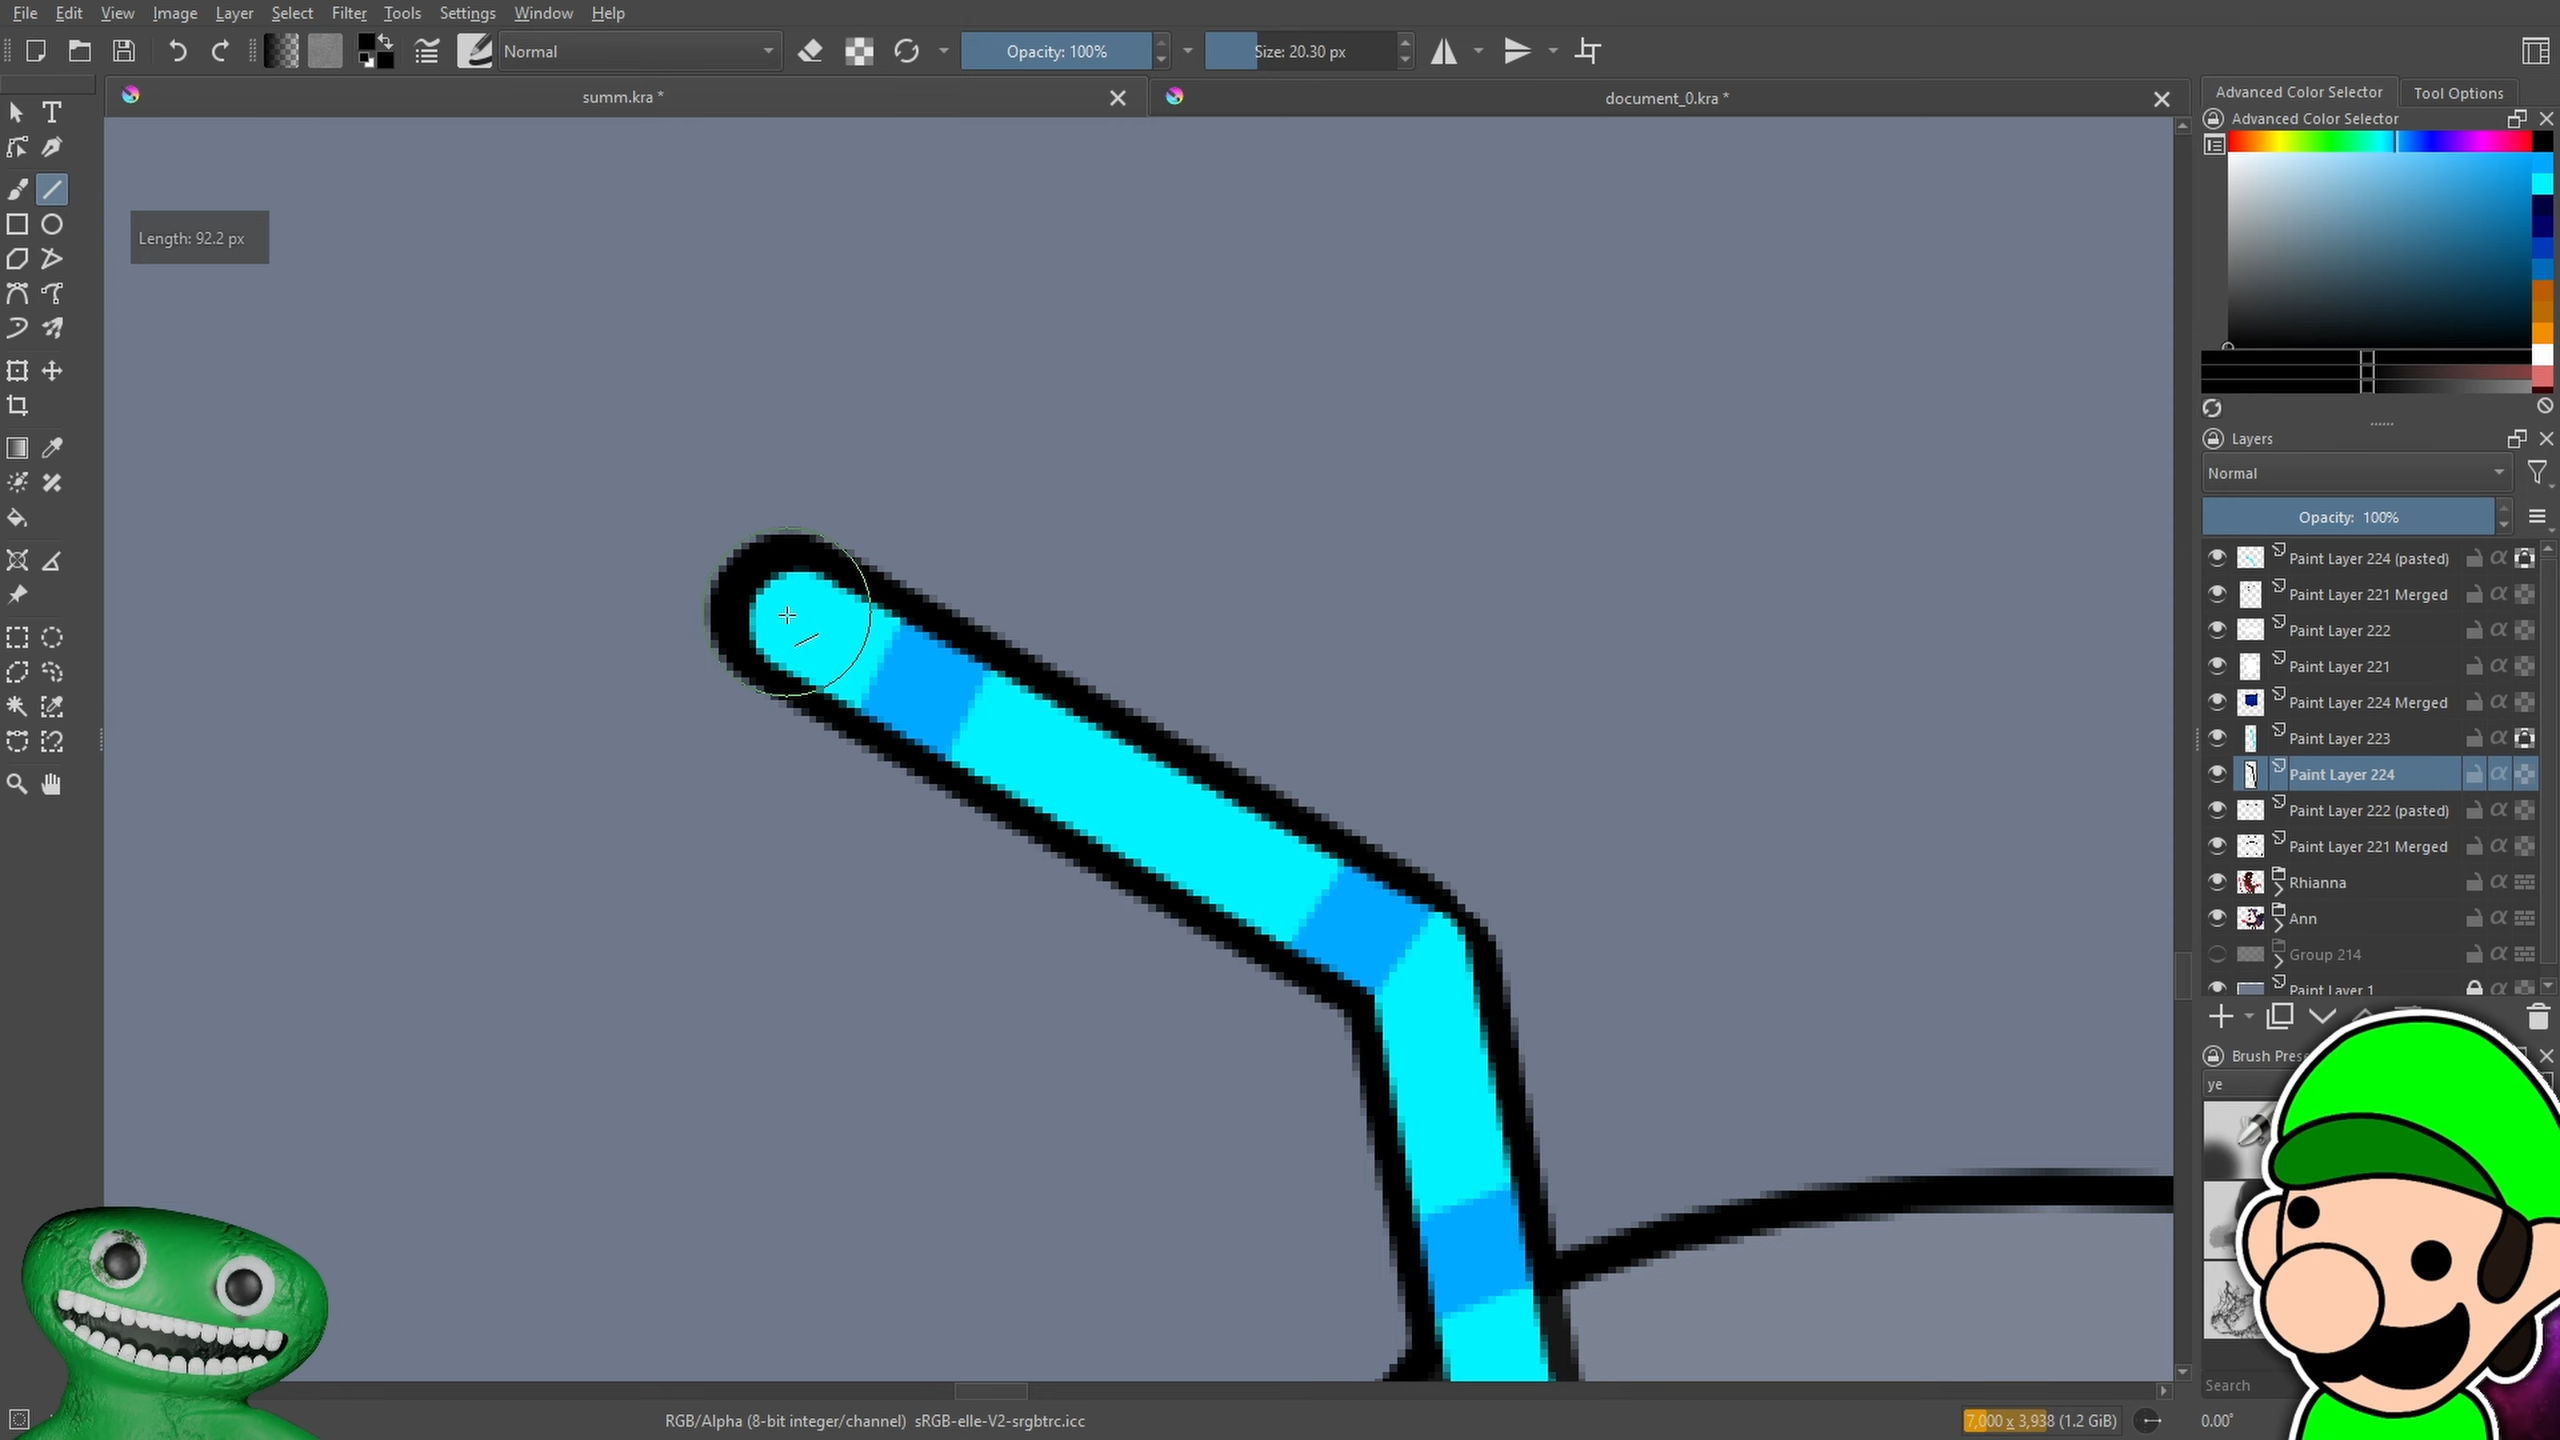 File Edit View Image Layer Select Filter Tools Settings Window Help
Normal
Opacity: 100%
Size: 20.30 px
summ.kra *
document_0.kra *
Advanced Color Selector
Tool Options
Advanced Color Selector
Length: 92.2 px
Layers
Normal
Opacity: 100%
Paint Layer 224 (pasted)
Paint Layer 221 Merged
Paint Layer 222
Paint Layer 221
Paint Layer 224 Merged
Paint Layer 223
Paint Layer 224
Paint Layer 222 (pasted)
Paint Layer 221 Merged
Rhianna
Ann
Group 214
Paint Layer 1
Brush Pres
ye
Search
RGB/Alpha (8-bit integer/channel) sRGB-elle-V2-srgbtrc.icc
7,000 x 3,938 (1.2 GiB)
0.00°